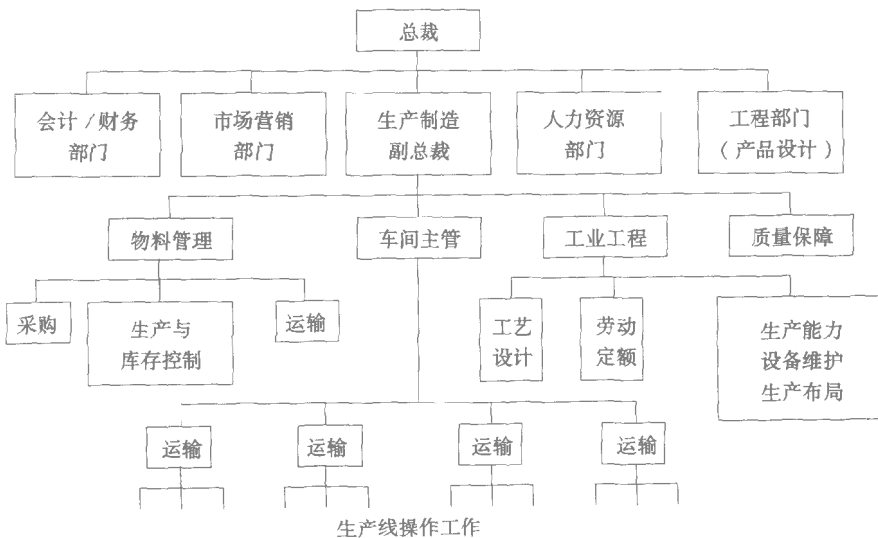 总裁
会计/财务
部门
市场营销
部门
生产制造
副总裁
人力资源
部门
工程部门
(产品设计)
物料管理
车间主管
工业工程
质量保障
采购
生产与
库存控制
运输
工艺
设计
劳动
定额
生产能力
设备维护
生产布局
运输
运输
运输
运输
生产线操作工作